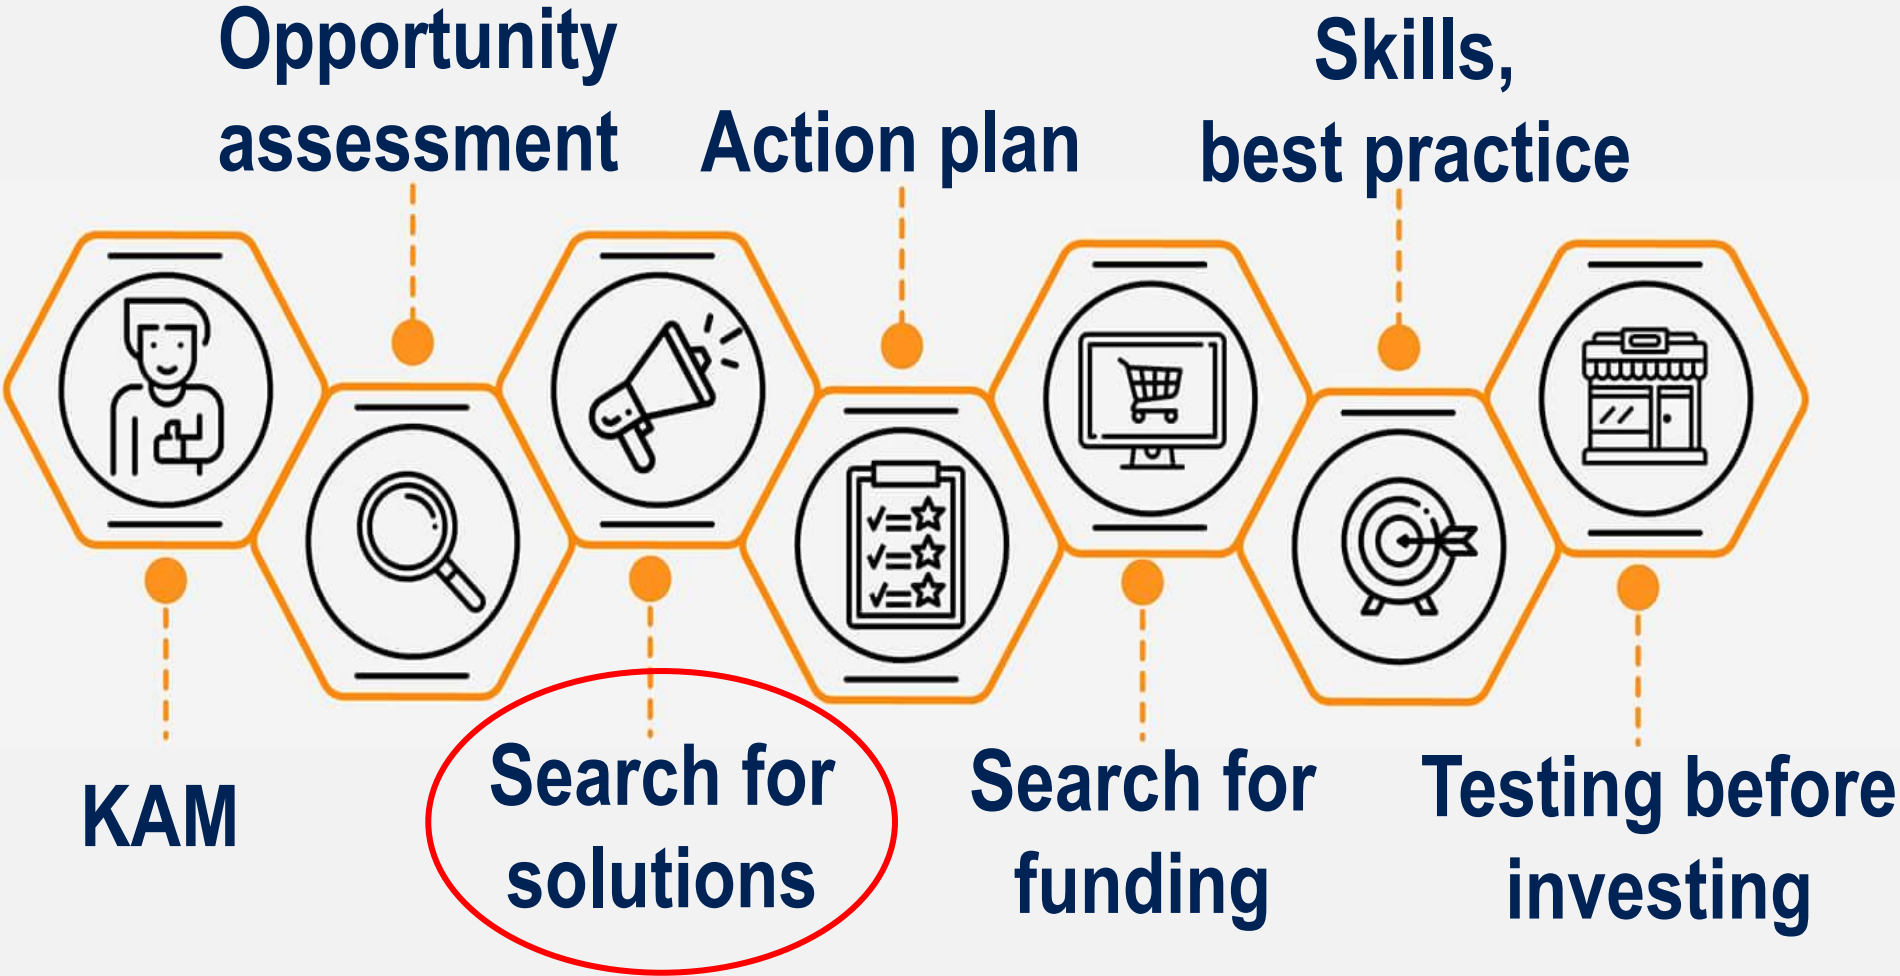 Opportunity
assessment
Action plan
Skills,
best practice
KAM
Search for
solutions
Search for
funding
Testing before
investing